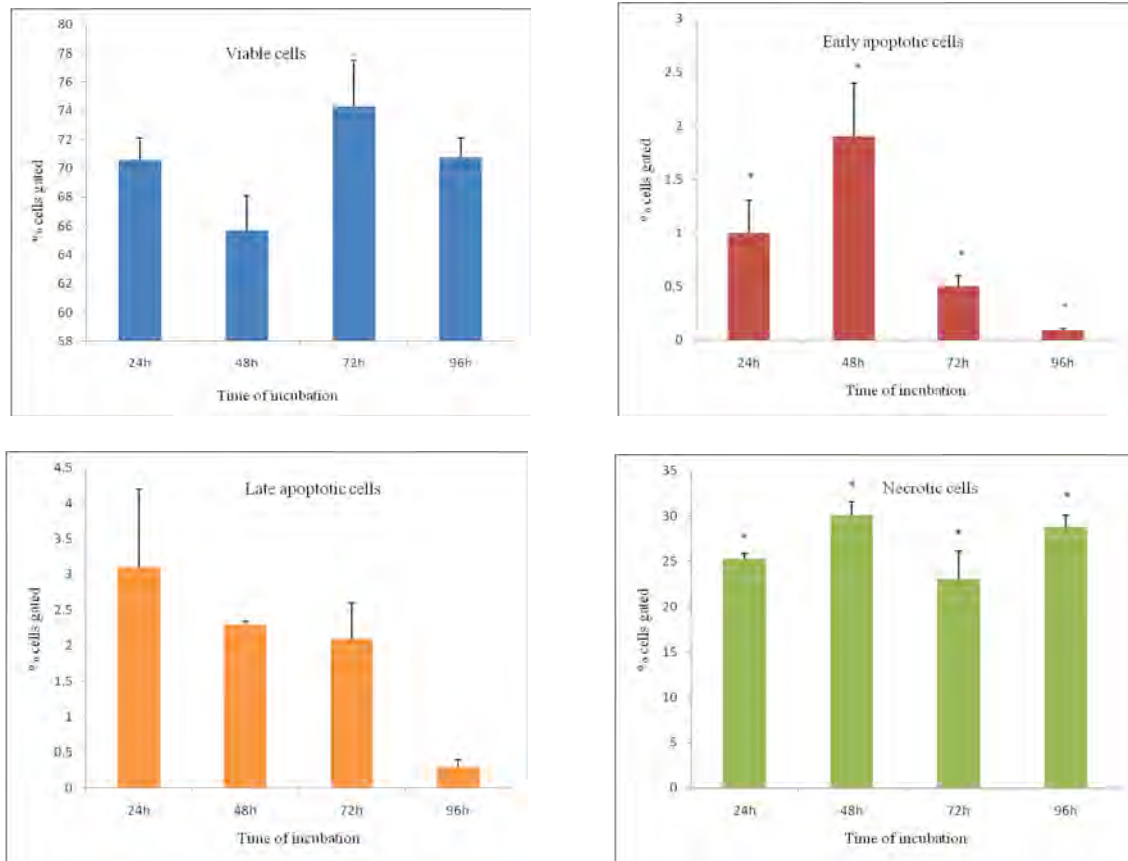 80
78
76
74
72
70
68
66
64
62
60
58
% cells gated
Viable cells
24h
48h
72h
96h
Time of incubation
3
2.5
2
1.5
1
0.5
0
% cells gated
Early apoptotic cells
*
*
*
*
24h
48h
72h
96h
Time of incubation
4.5
4
3.5
3
2.5
2
1.5
1
0.5
0
% cells gated
Late apoptotic cells
24h
48h
72h
96h
Time of incubation
35
30
25
20
15
10
5
0
% cells gated
Necrotic cells
*
*
*
*
24h
48h
72h
96h
Time of incubation